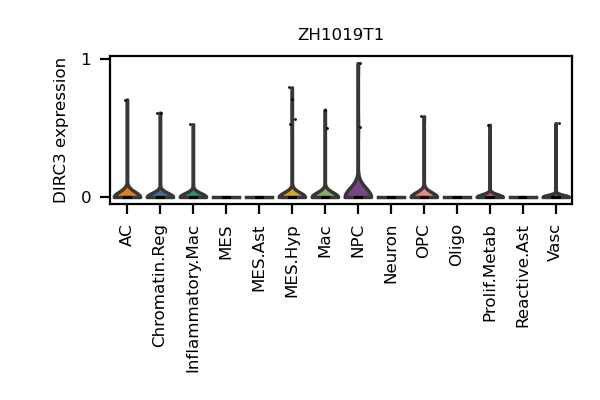 ZH1019T1
DIRC3 expression
1
0
AC
Chromatin.Reg
Inflammatory.Mac
MES
MES.Ast
MES.Hyp
Mac
NPC
Neuron
OPC
Oligo
Prolif.Metab
Reactive.Ast
Vasc